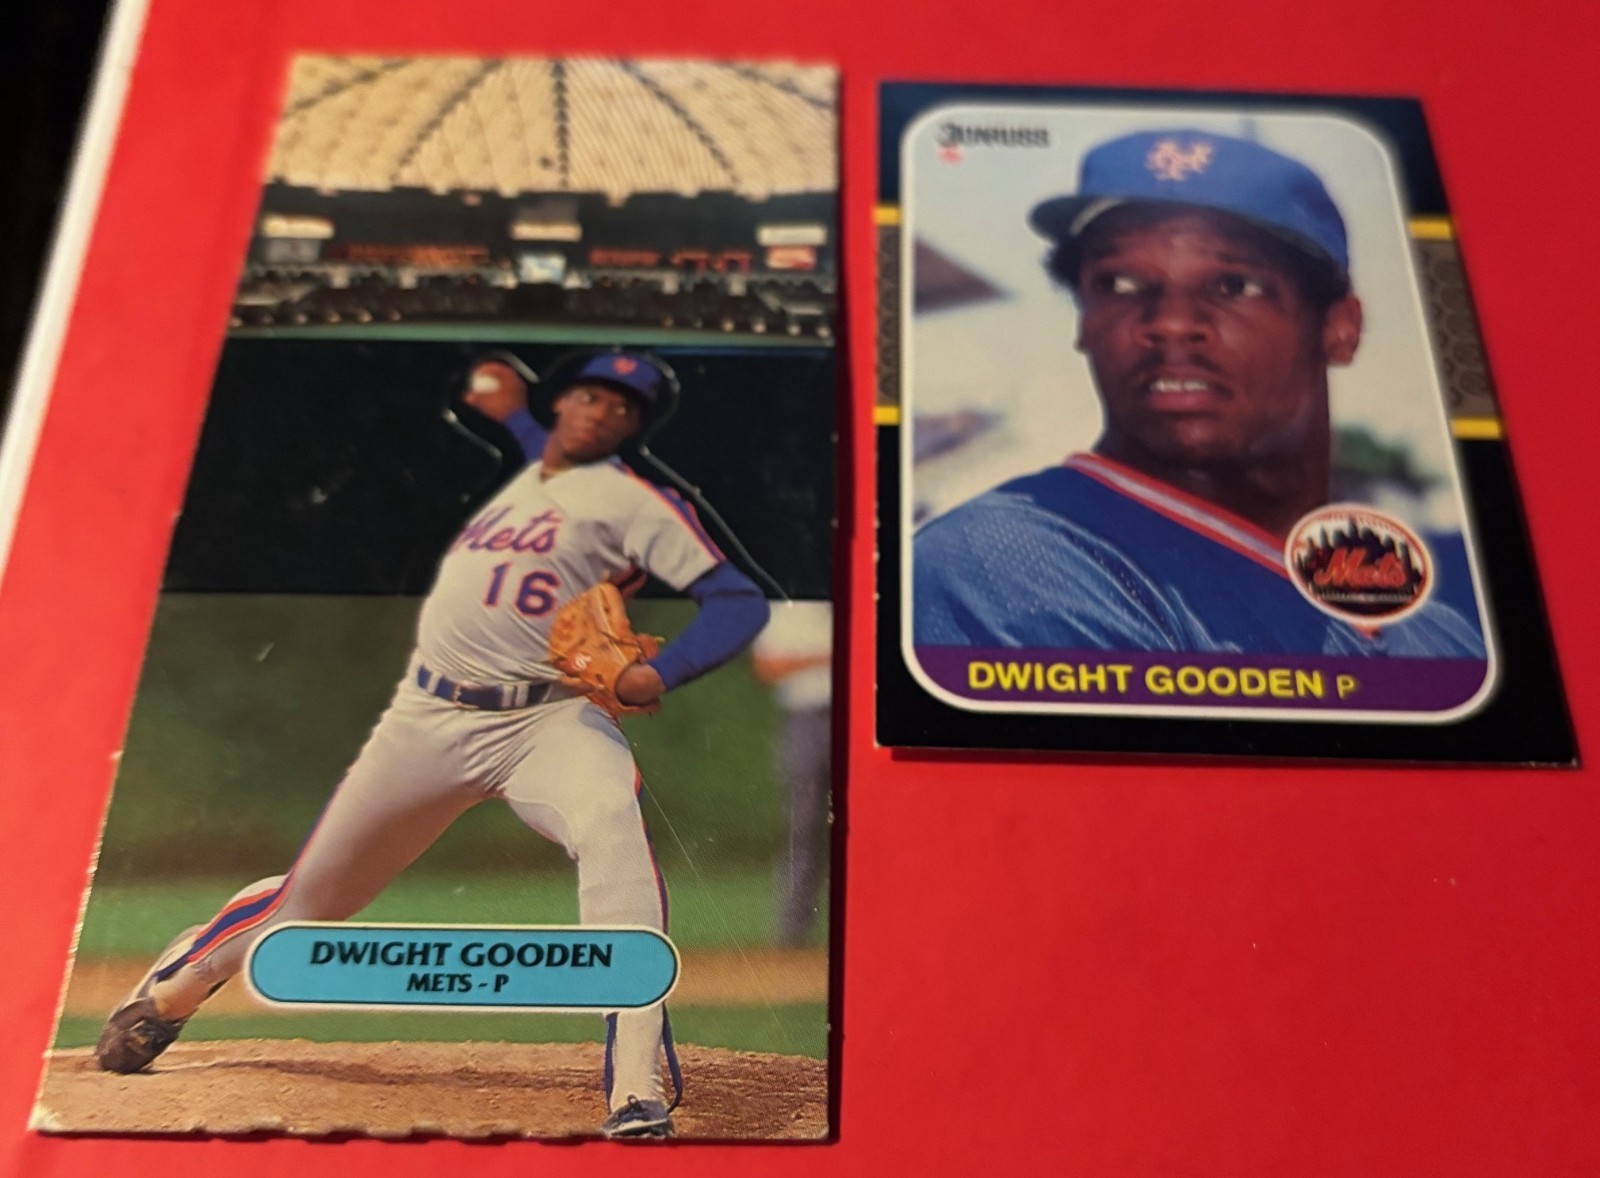 Mets
16
DWIGHT GOODEN
METS - P
DONRUSS
Mets
DWIGHT GOODEN P